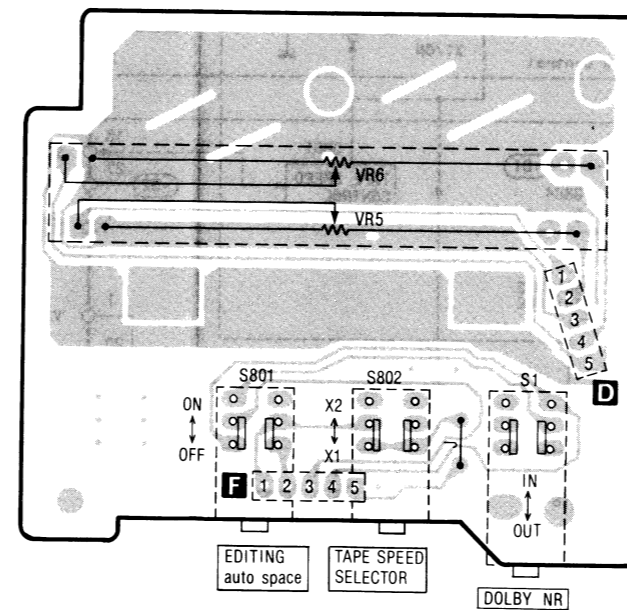 VR6
VR5
1
2
3
4
5
D
S801
S802
S1
ON
OFF
X2
X1
F
1 2 3 4 5
IN
OUT
EDITING
auto space
TAPE SPEED
SELECTOR
DOLBY NR